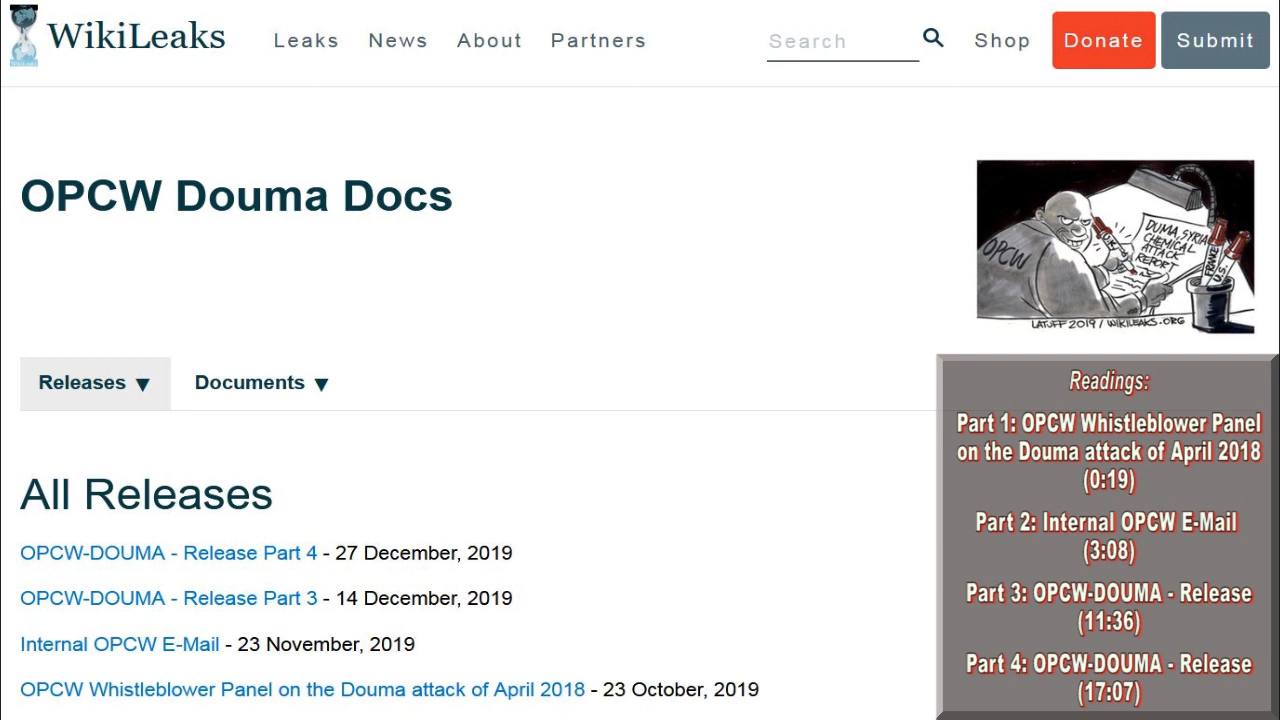 WikiLeaks
Leaks News About Partners
Search
Shop
Donate
Submit
OPCW Douma Docs
OPCW
U.K.
DUMA, SYRIA
CHEMICAL
ATTACK
REPORT
FRANCE
U.S.
LATUFF 2019 / WIKILEAKS.ORG
Releases ▼ Documents ▼
All Releases
OPCW-DOUMA - Release Part 4 - 27 December, 2019
OPCW-DOUMA - Release Part 3 - 14 December, 2019
Internal OPCW E-Mail - 23 November, 2019
OPCW Whistleblower Panel on the Douma attack of April 2018 - 23 October, 2019
Readings:
Part 1: OPCW Whistleblower Panel
on the Douma attack of April 2018
(0:19)
Part 2: Internal OPCW E-Mail
(3:08)
Part 3: OPCW-DOUMA - Release
(11:36)
Part 4: OPCW-DOUMA - Release
(17:07)